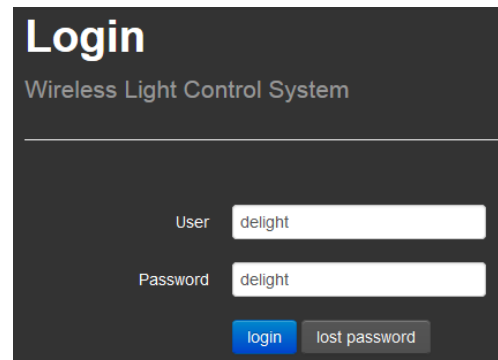 Login
Wireless Light Control System
User delight
Password delight
login lost password